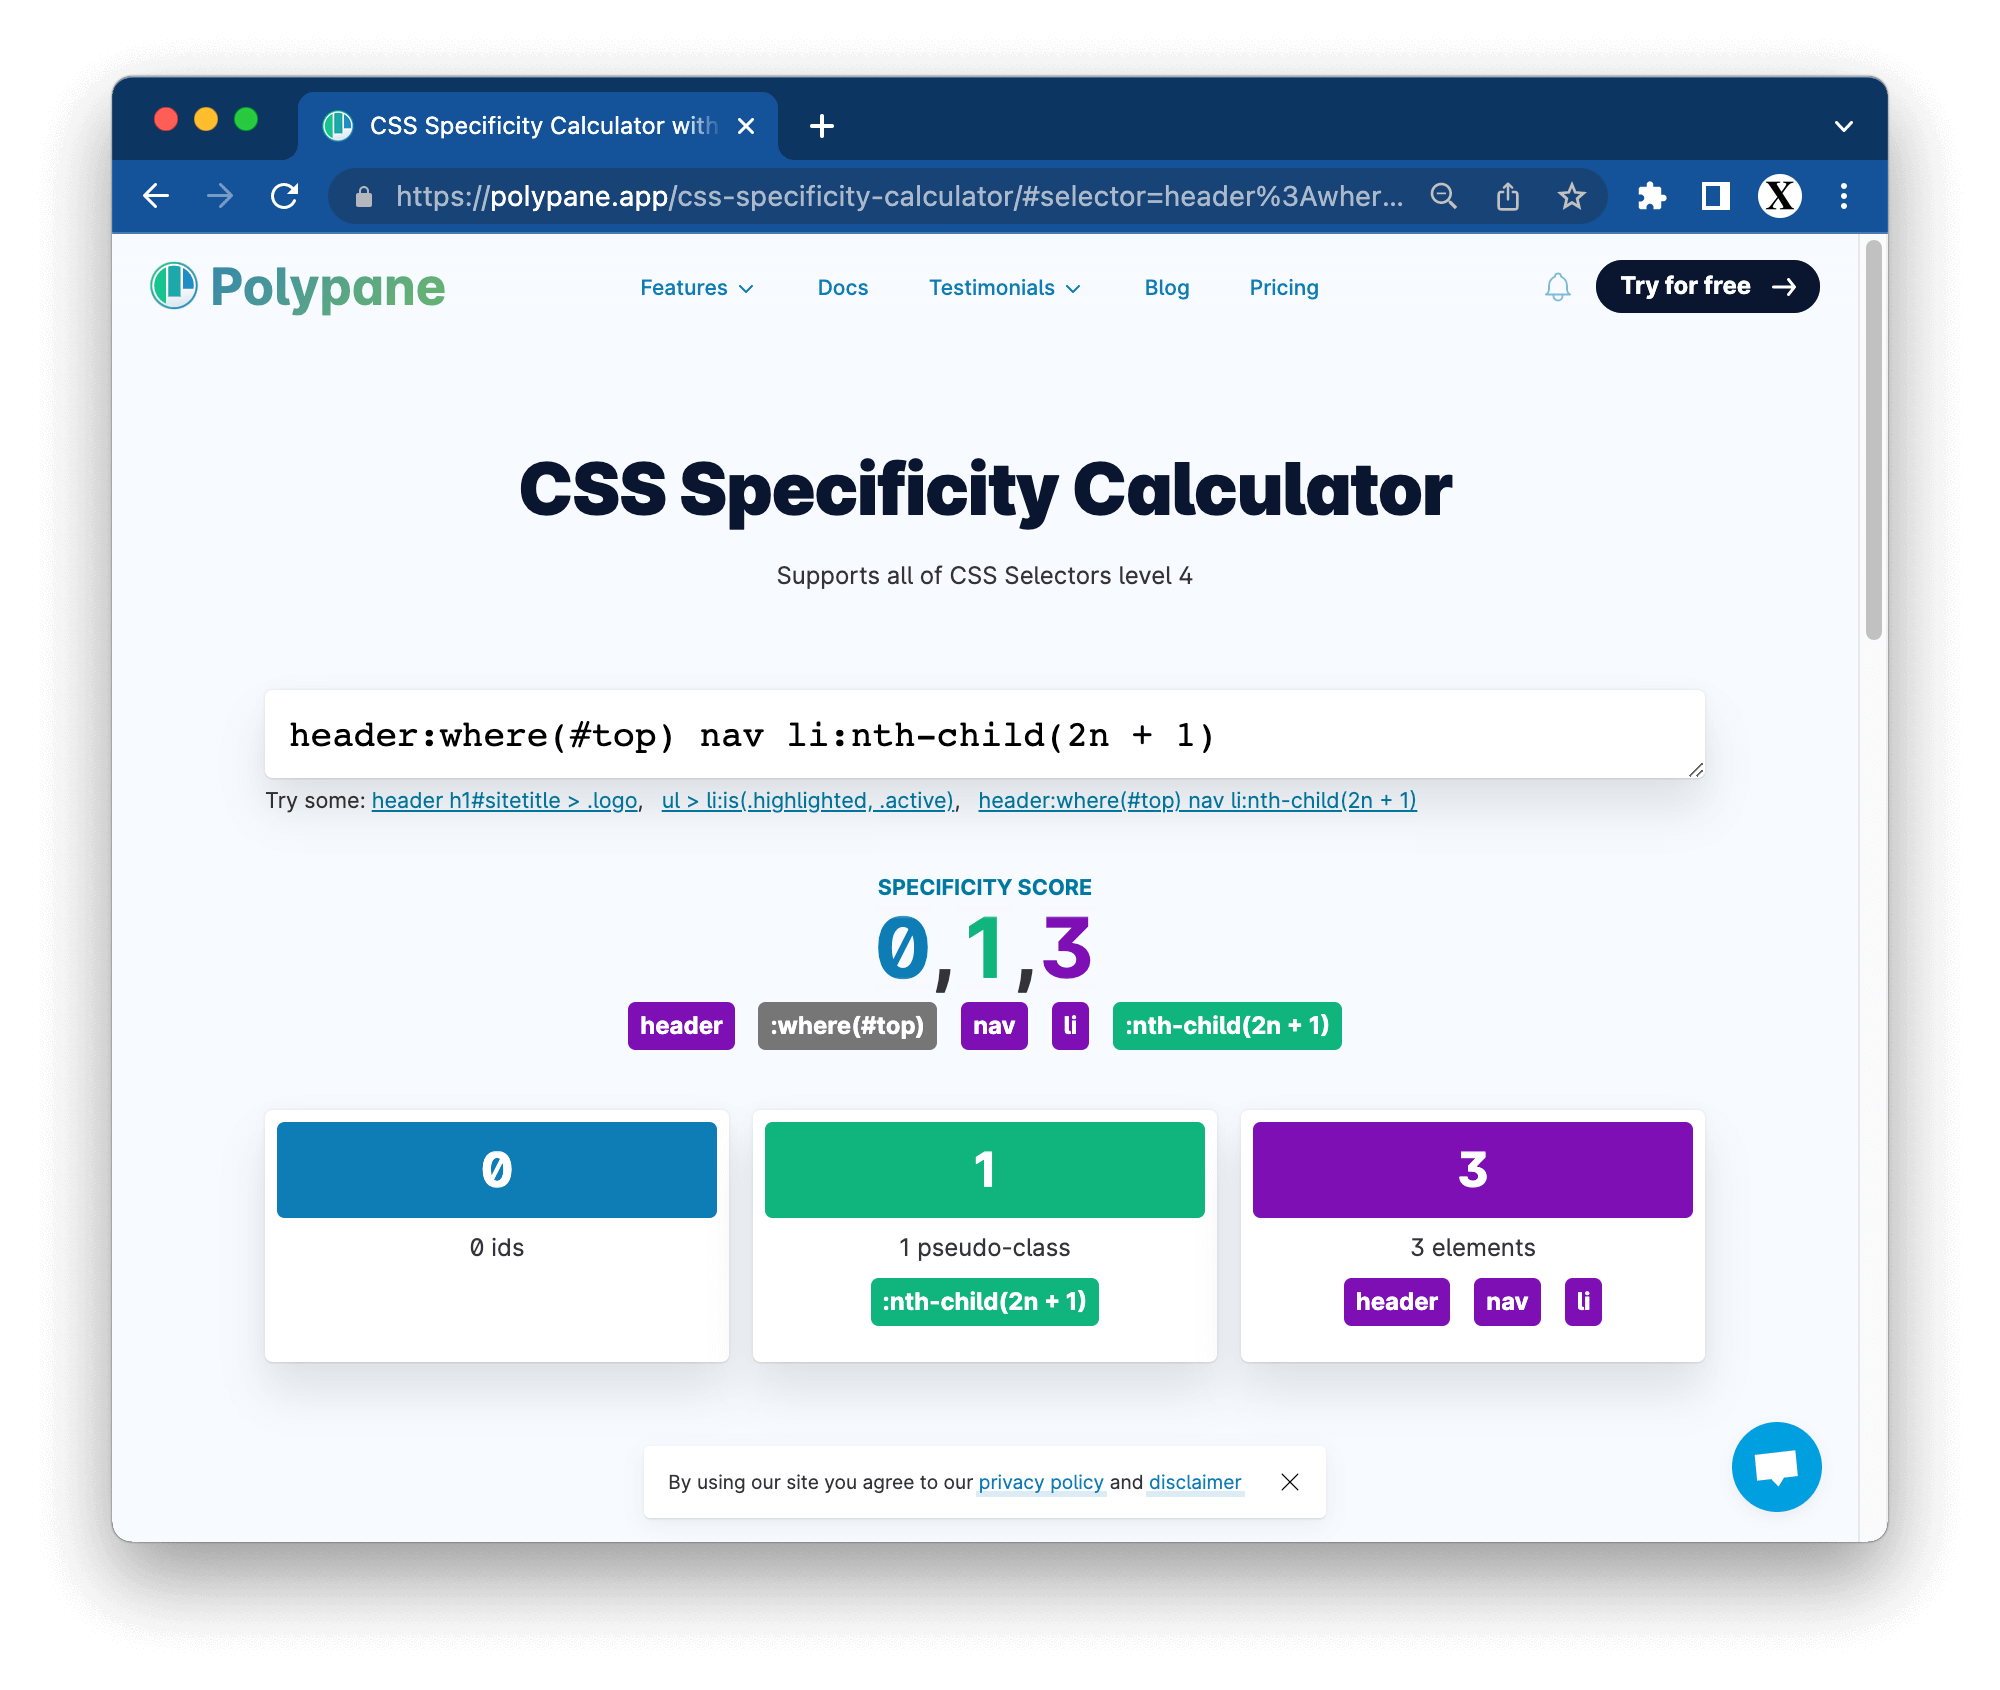 CSS Specificity Calculator with
https://polypane.app/css-specificity-calculator/#selector=header%3Awher...
X
Polypane
Features
Docs
Testimonials
Blog
Pricing
Try for free
CSS Specificity Calculator
Supports all of CSS Selectors level 4
header:where(#top) nav li:nth-child(2n + 1)
Try some: header h1#sitetitle > .logo, ul > li:is(.highlighted, .active), header:where(#top) nav li:nth-child(2n + 1)
SPECIFICITY SCORE
0,1,3
header :where(#top) nav li :nth-child(2n + 1)
0
0 ids
1
1 pseudo-class
:nth-child(2n + 1)
3
3 elements
header nav li
By using our site you agree to our privacy policy and disclaimer